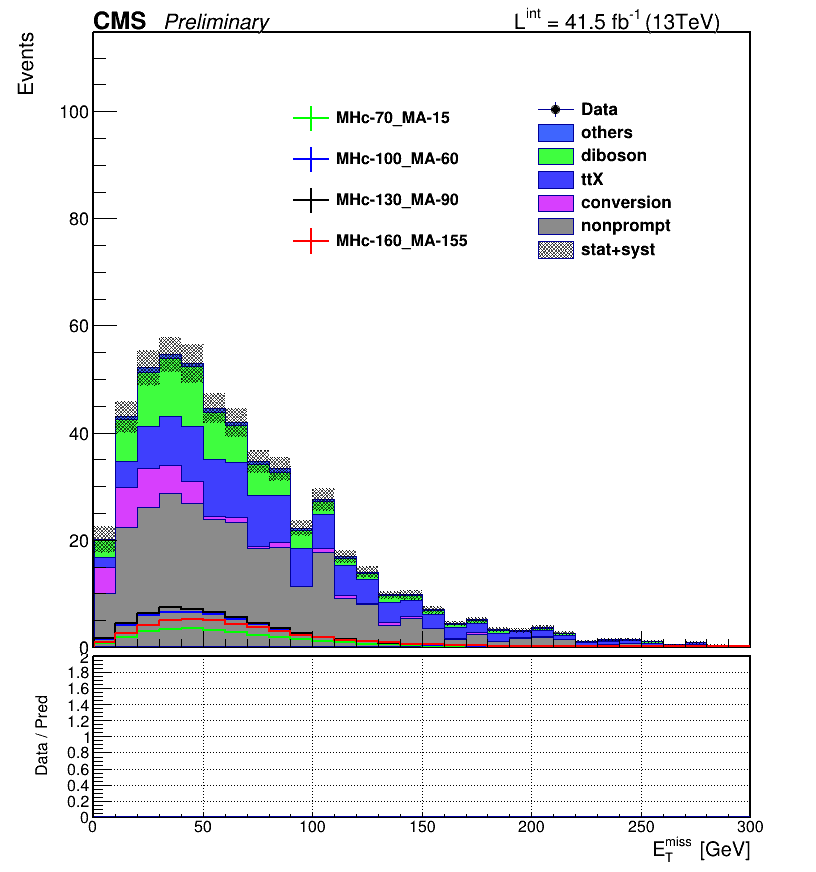 CMS Preliminary L^int = 41.5 fb^-1 (13TeV)
Events
100
80
60
40
20
0
MHc-70_MA-15
MHc-100_MA-60
MHc-130_MA-90
MHc-160_MA-155
Data
others
diboson
ttX
conversion
nonprompt
stat+syst
Data / Pred
2
1.8
1.6
1.4
1.2
1
0.8
0.6
0.4
0.2
0
0 50 100 150 200 250 300
E_T^miss [GeV]